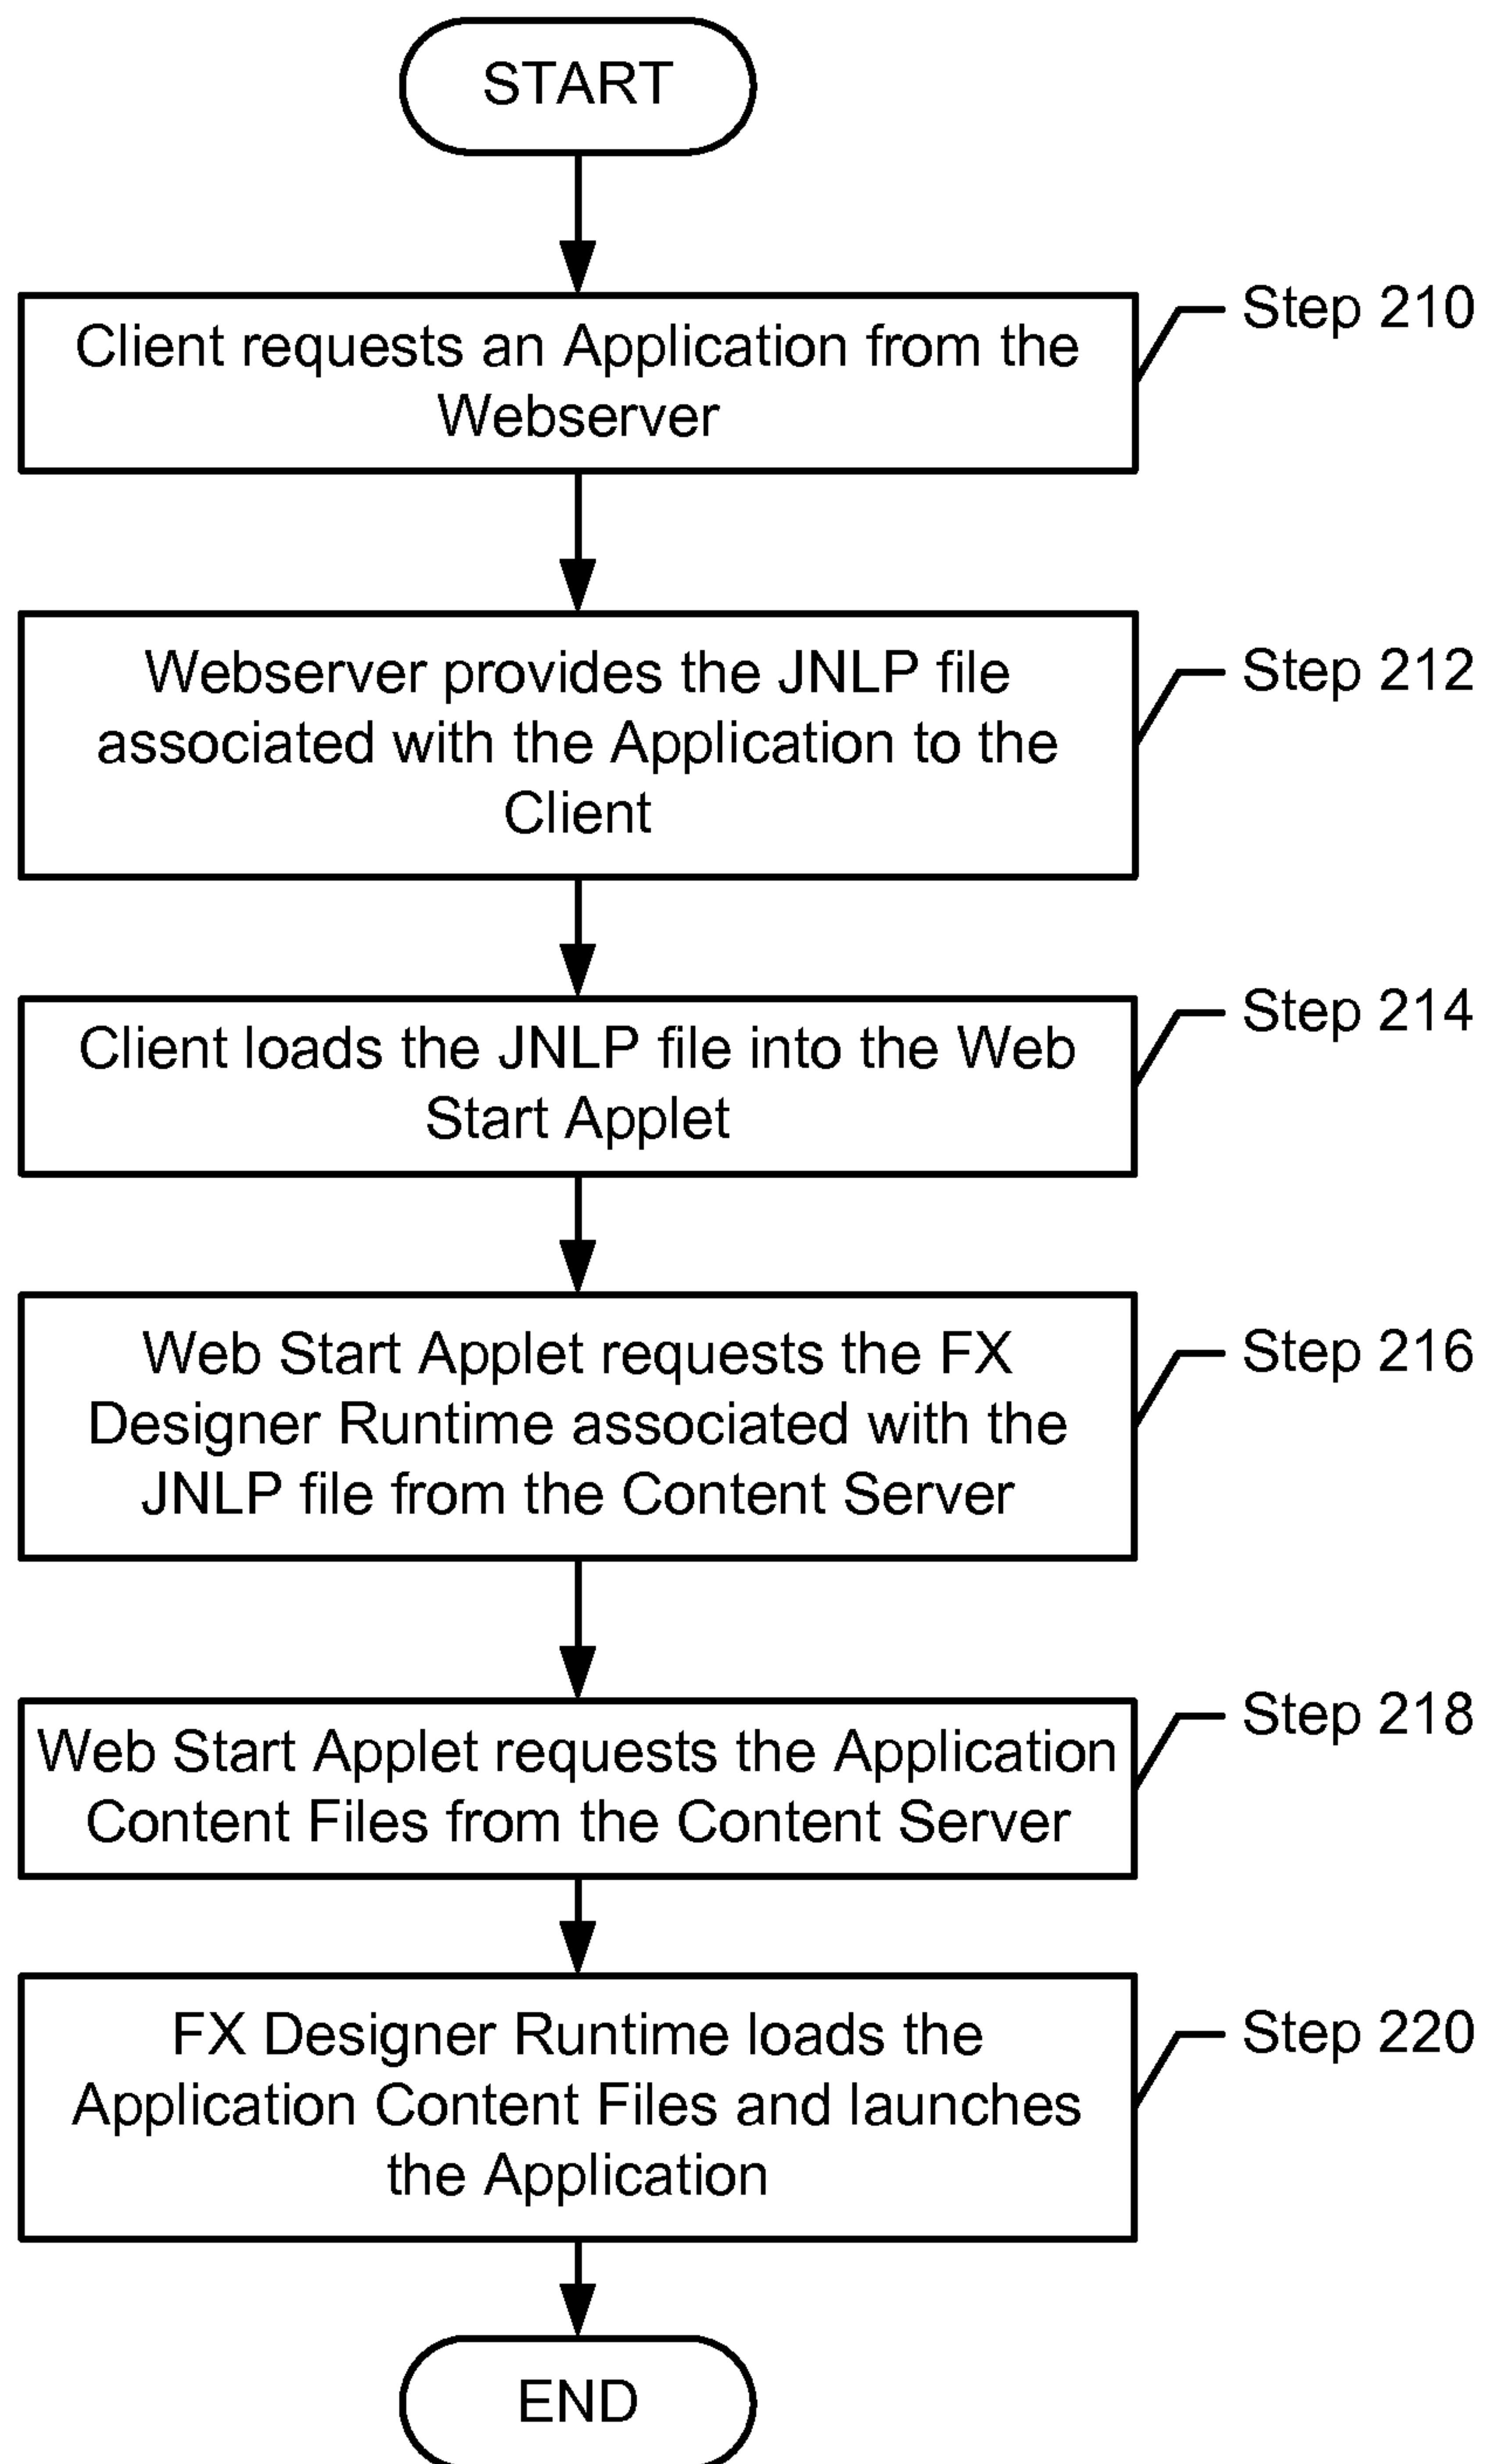 START
Client requests an Application from the
Webserver
Step 210
Webserver provides the JNLP file
associated with the Application to the
Client
Step 212
Client loads the JNLP file into the Web
Start Applet
Step 214
Web Start Applet requests the FX
Designer Runtime associated with the
JNLP file from the Content Server
Step 216
Web Start Applet requests the Application
Content Files from the Content Server
Step 218
FX Designer Runtime loads the
Application Content Files and launches
the Application
Step 220
END